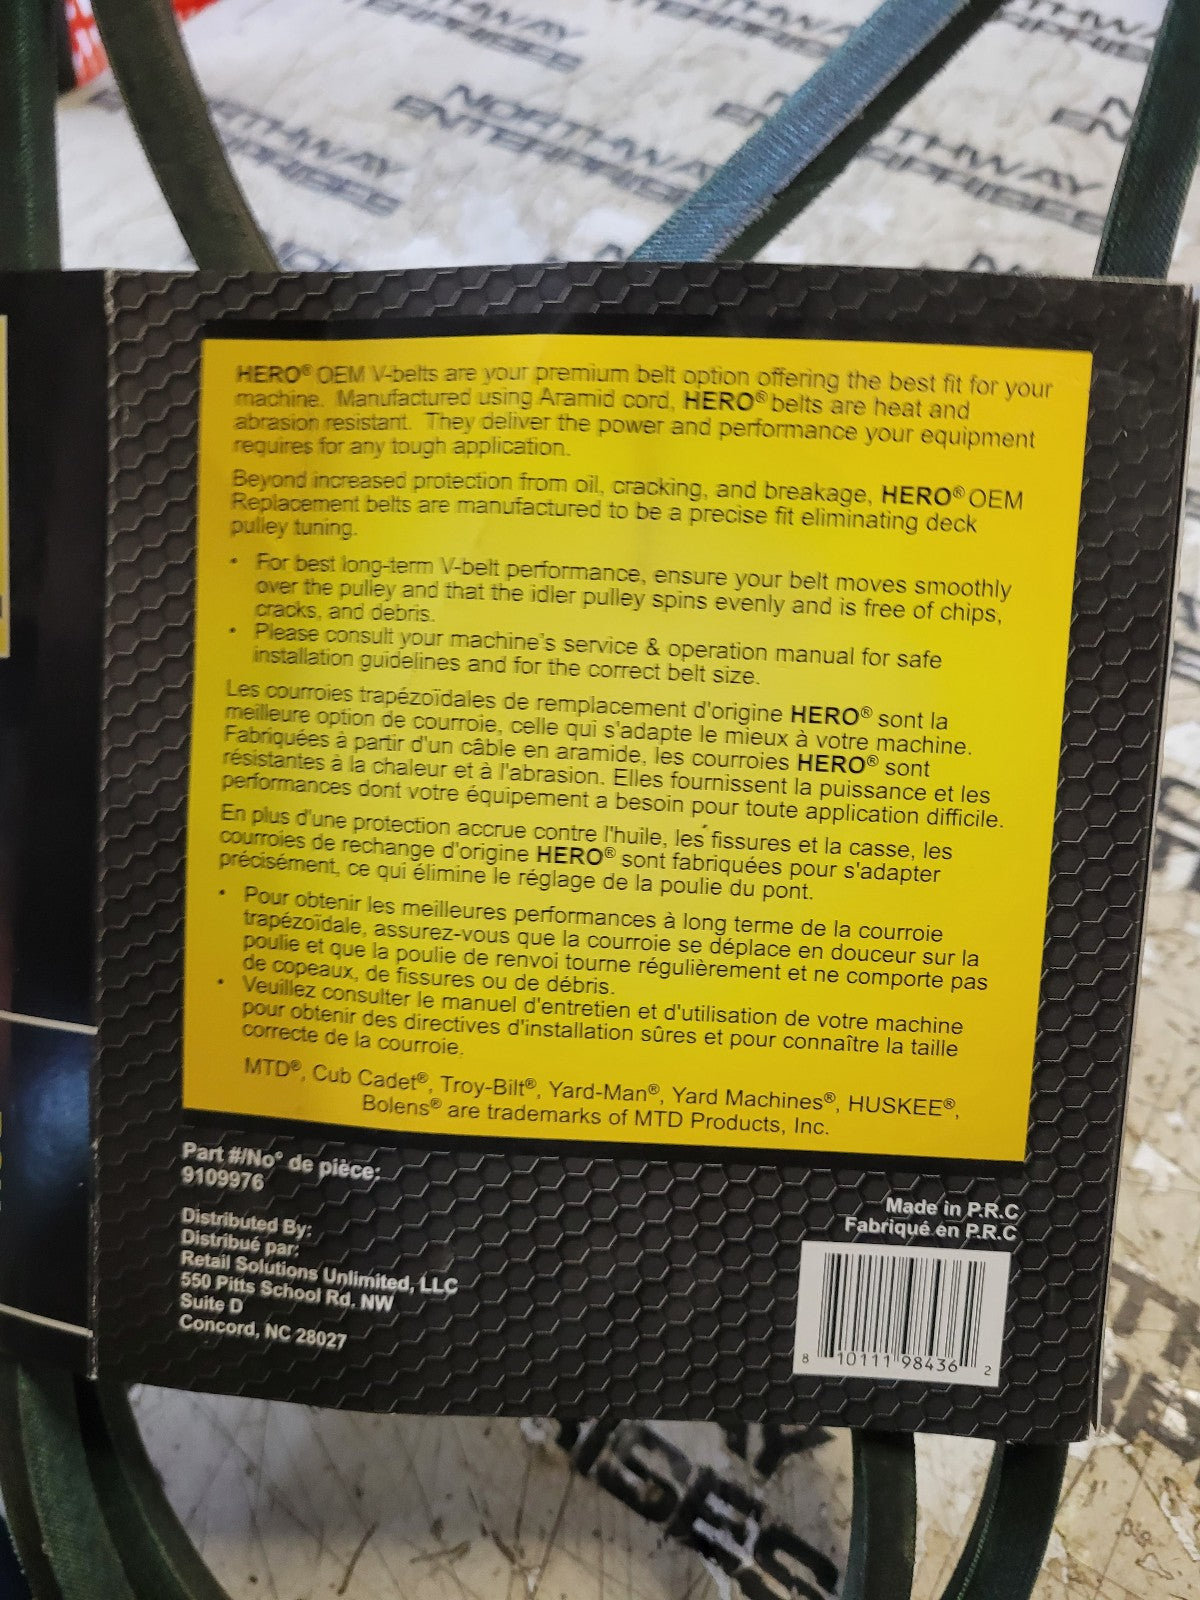 NORTHWAY
ENTERPRISES
NORTHWAY
ENTERPRISES
HERO® OEM V-belts are your premium belt option offering the best fit for your
machine. Manufactured using Aramid cord, HERO® belts are heat and
abrasion resistant. They deliver the power and performance your equipment
requires for any tough application.
Beyond increased protection from oil, cracking, and breakage, HERO® OEM
Replacement belts are manufactured to be a precise fit eliminating deck
pulley tuning.
• For best long-term V-belt performance, ensure your belt moves smoothly
over the pulley and that the idler pulley spins evenly and is free of chips,
cracks, and debris.
• Please consult your machine's service & operation manual for safe
installation guidelines and for the correct belt size.
Les courroies trapézoïdales de remplacement d'origine HERO® sont la
meilleure option de courroie, celle qui s'adapte le mieux à votre machine.
Fabriquées à partir d'un câble en aramide, les courroies HERO® sont
résistantes à la chaleur et à l'abrasion. Elles fournissent la puissance et les
performances dont votre équipement a besoin pour toute application difficile.
En plus d'une protection accrue contre l'huile, les fissures et la casse, les
courroies de rechange d'origine HERO® sont fabriquées pour s'adapter
précisément, ce qui élimine le réglage de la poulie du pont.
• Pour obtenir les meilleures performances à long terme de la courroie
trapézoïdale, assurez-vous que la courroie se déplace en douceur sur la
poulie et que la poulie de renvoi tourne régulièrement et ne comporte pas
de copeaux, de fissures ou de débris.
• Veuillez consulter le manuel d'entretien et d'utilisation de votre machine
pour obtenir des directives d'installation sûres et pour connaître la taille
correcte de la courroie.
MTD®, Cub Cadet®, Troy-Bilt®, Yard-Man®, Yard Machines®, HUSKEE®,
Bolens® are trademarks of MTD Products, Inc.
Part #/No° de pièce:
9109976
Distributed By:
Distribué par:
Retail Solutions Unlimited, LLC
550 Pitts School Rd, NW
Suite D
Concord, NC 28027
Made in P.R.C
Fabriqué en P.R.C
8 10111 98436 2